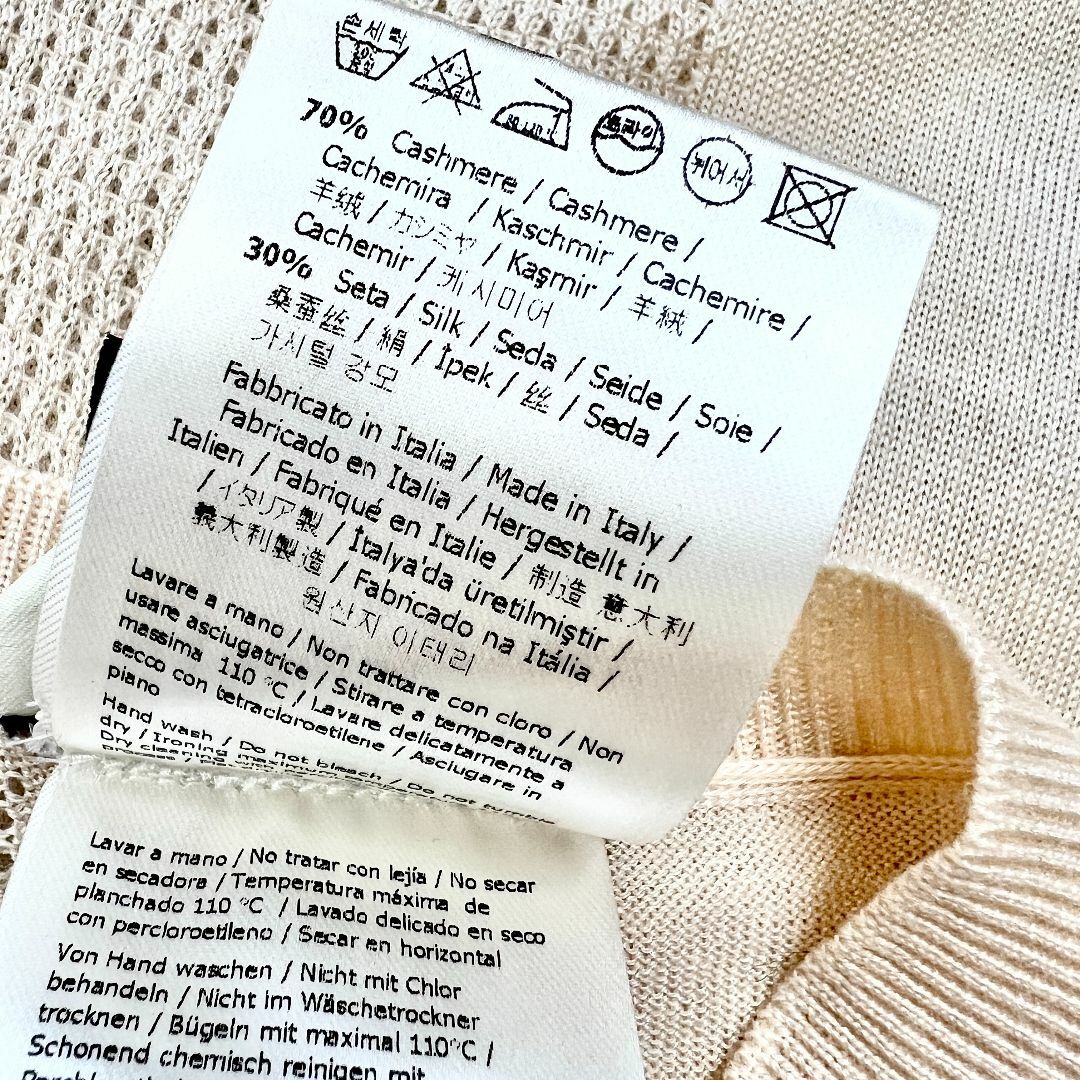 손세탁
드라이
케어서
70% Cashmere / Cashmere /
Cachemira / Kaschmir / Cachemire /
羊绒 / カシミヤ / Kaşmir / 羊絨 /
Cachemir / 케시미어
30% Seta / Silk / Seda / Seide / Soie /
桑蚕丝 / 絹 / İpek / 丝 / Seda /
가시털 강모
Fabbricato in Italia / Made in Italy /
Fabricado en Italia / Hergestellt in
Italien / Fabriqué en Italie / 制造 意大利
/ イタリア製 / İtalya'da üretilmiştir /
義大利製造 / Fabricado na Itália /
원산지 이태리
Lavare a mano / Non trattare con cloro / Non
usare asciugatrice / Stirare a temperatura
massima 110 °C / Lavare delicatamente a
secco con tetracloroetilene / Asciugare in
piano
Hand wash / Do not bleach / Do not tumble
dry / Ironing maximum
Dry cleaning with
Lavar a mano / No tratar con lejía / No secar
en secadora / Temperatura máxima de
planchado 110 °C / Lavado delicado en seco
con percloroetileno / Secar en horizontal
Von Hand waschen / Nicht mit Chlor
behandeln / Nicht im Wäschetrockner
trocknen / Bügeln mit maximal 110°C /
Schonend chemisch reinigen mit